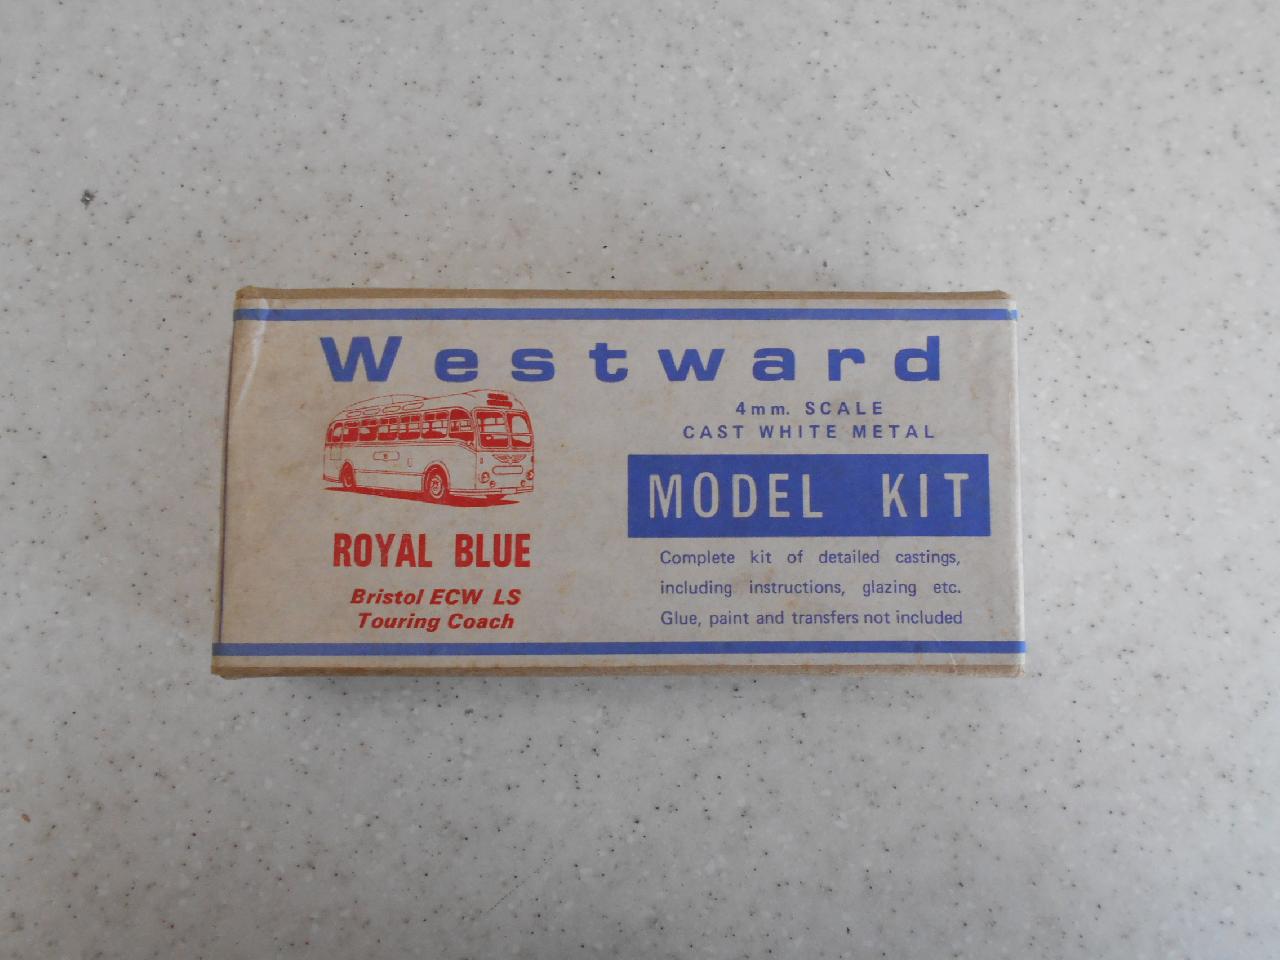 Westward
4mm. SCALE
CAST WHITE METAL
MODEL KIT
Complete kit of detailed castings,
including instructions, glazing etc.
Glue, paint and transfers not included
ROYAL BLUE
Bristol ECW LS
Touring Coach